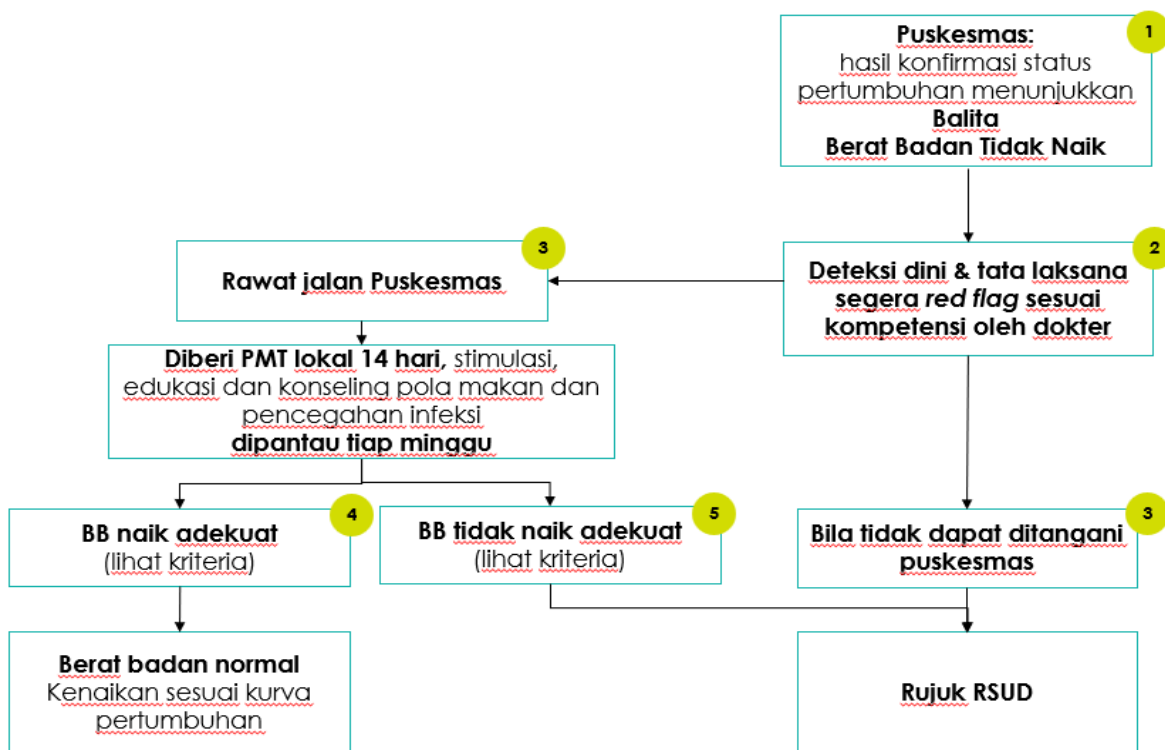 1
Puskesmas:
hasil konfirmasi status
pertumbuhan menunjukkan
Balita
Berat Badan Tidak Naik
2
Deteksi dini & tata laksana
segera red flag sesuai
kompetensi oleh dokter
3
Rawat jalan Puskesmas
Diberi PMT lokal 14 hari, stimulasi,
edukasi dan konseling pola makan dan
pencegahan infeksi
dipantau tiap minggu
4
BB naik adekuat
(lihat kriteria)
5
BB tidak naik adekuat
(lihat kriteria)
3
Bila tidak dapat ditangani
puskesmas
Berat badan normal
Kenaikan sesuai kurva
pertumbuhan
Rujuk RSUD